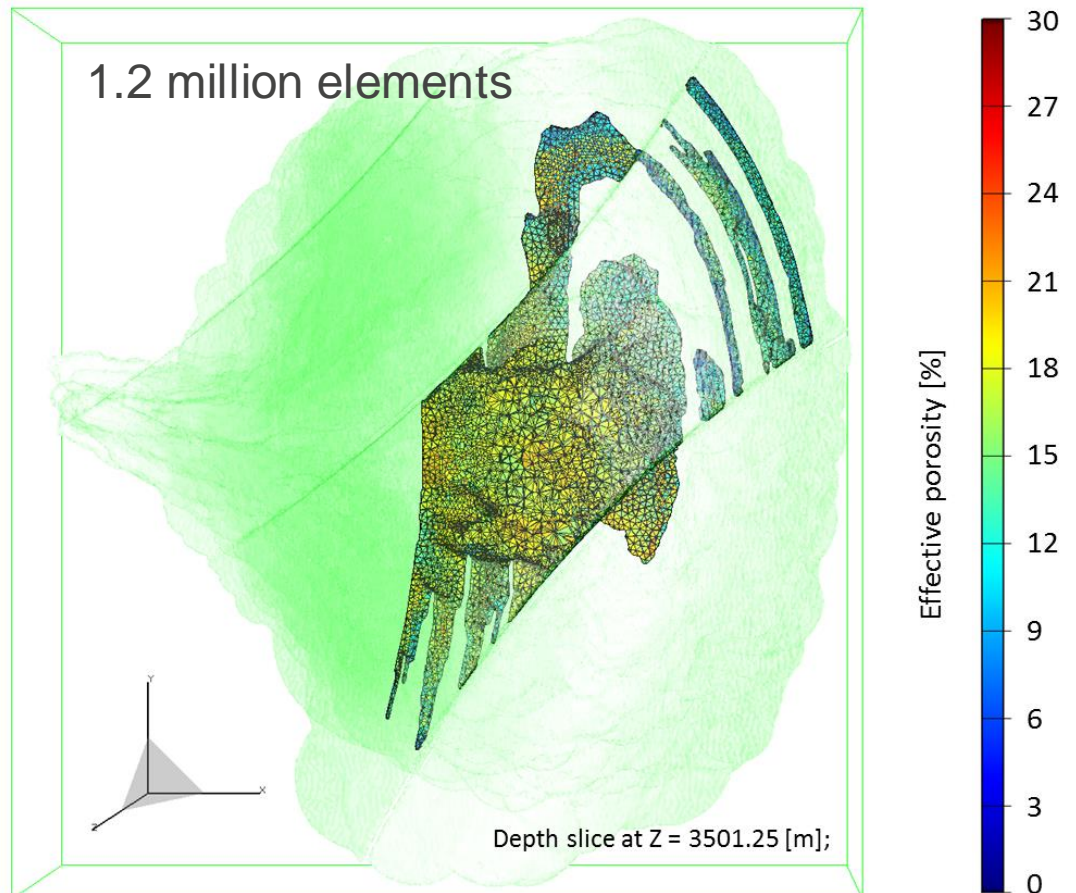 1.2 million elements
30
27
24
21
18
15
12
9
6
3
0
Effective porosity [%]
Y
X
Z
Depth slice at Z = 3501.25 [m];